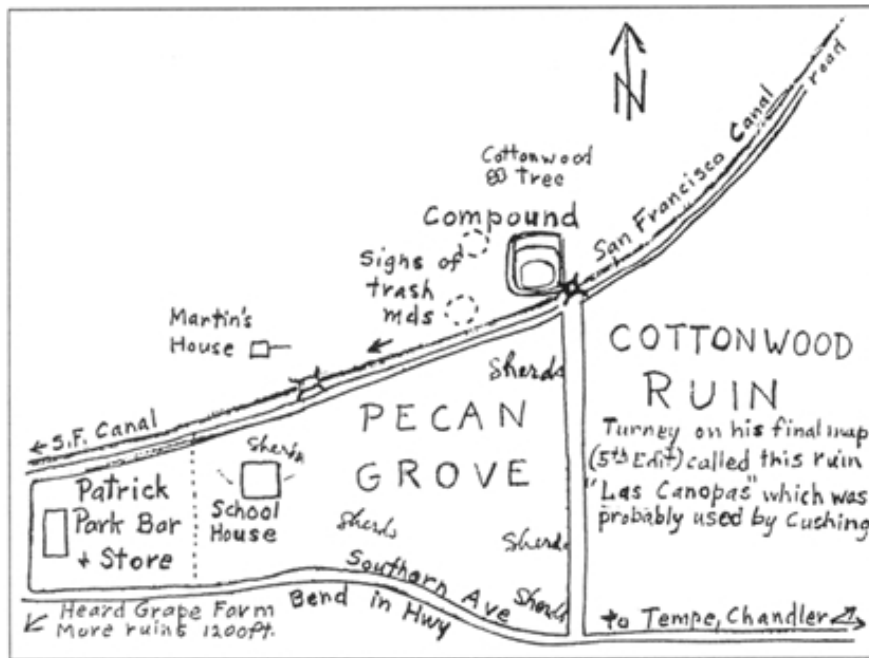 N
San Francisco Canal
road
Cottonwood
Tree
Compound
Signs of
trash
mds
Martin's
House
COTTONWOOD
RUIN
Turney on his final map
(5th Edit) called this ruin
"Las Canopas" which was
probably used by Cushing
Sherds
PECAN
GROVE
← S.F. Canal
Sherds
School
House
Patrick
Park Bar
+ Store
Sherds
Sherds
Sherds
Southern Ave
Bend in
Hwy
Heard Grape Farm
More ruins 1200ft.
to Tempe, Chandler